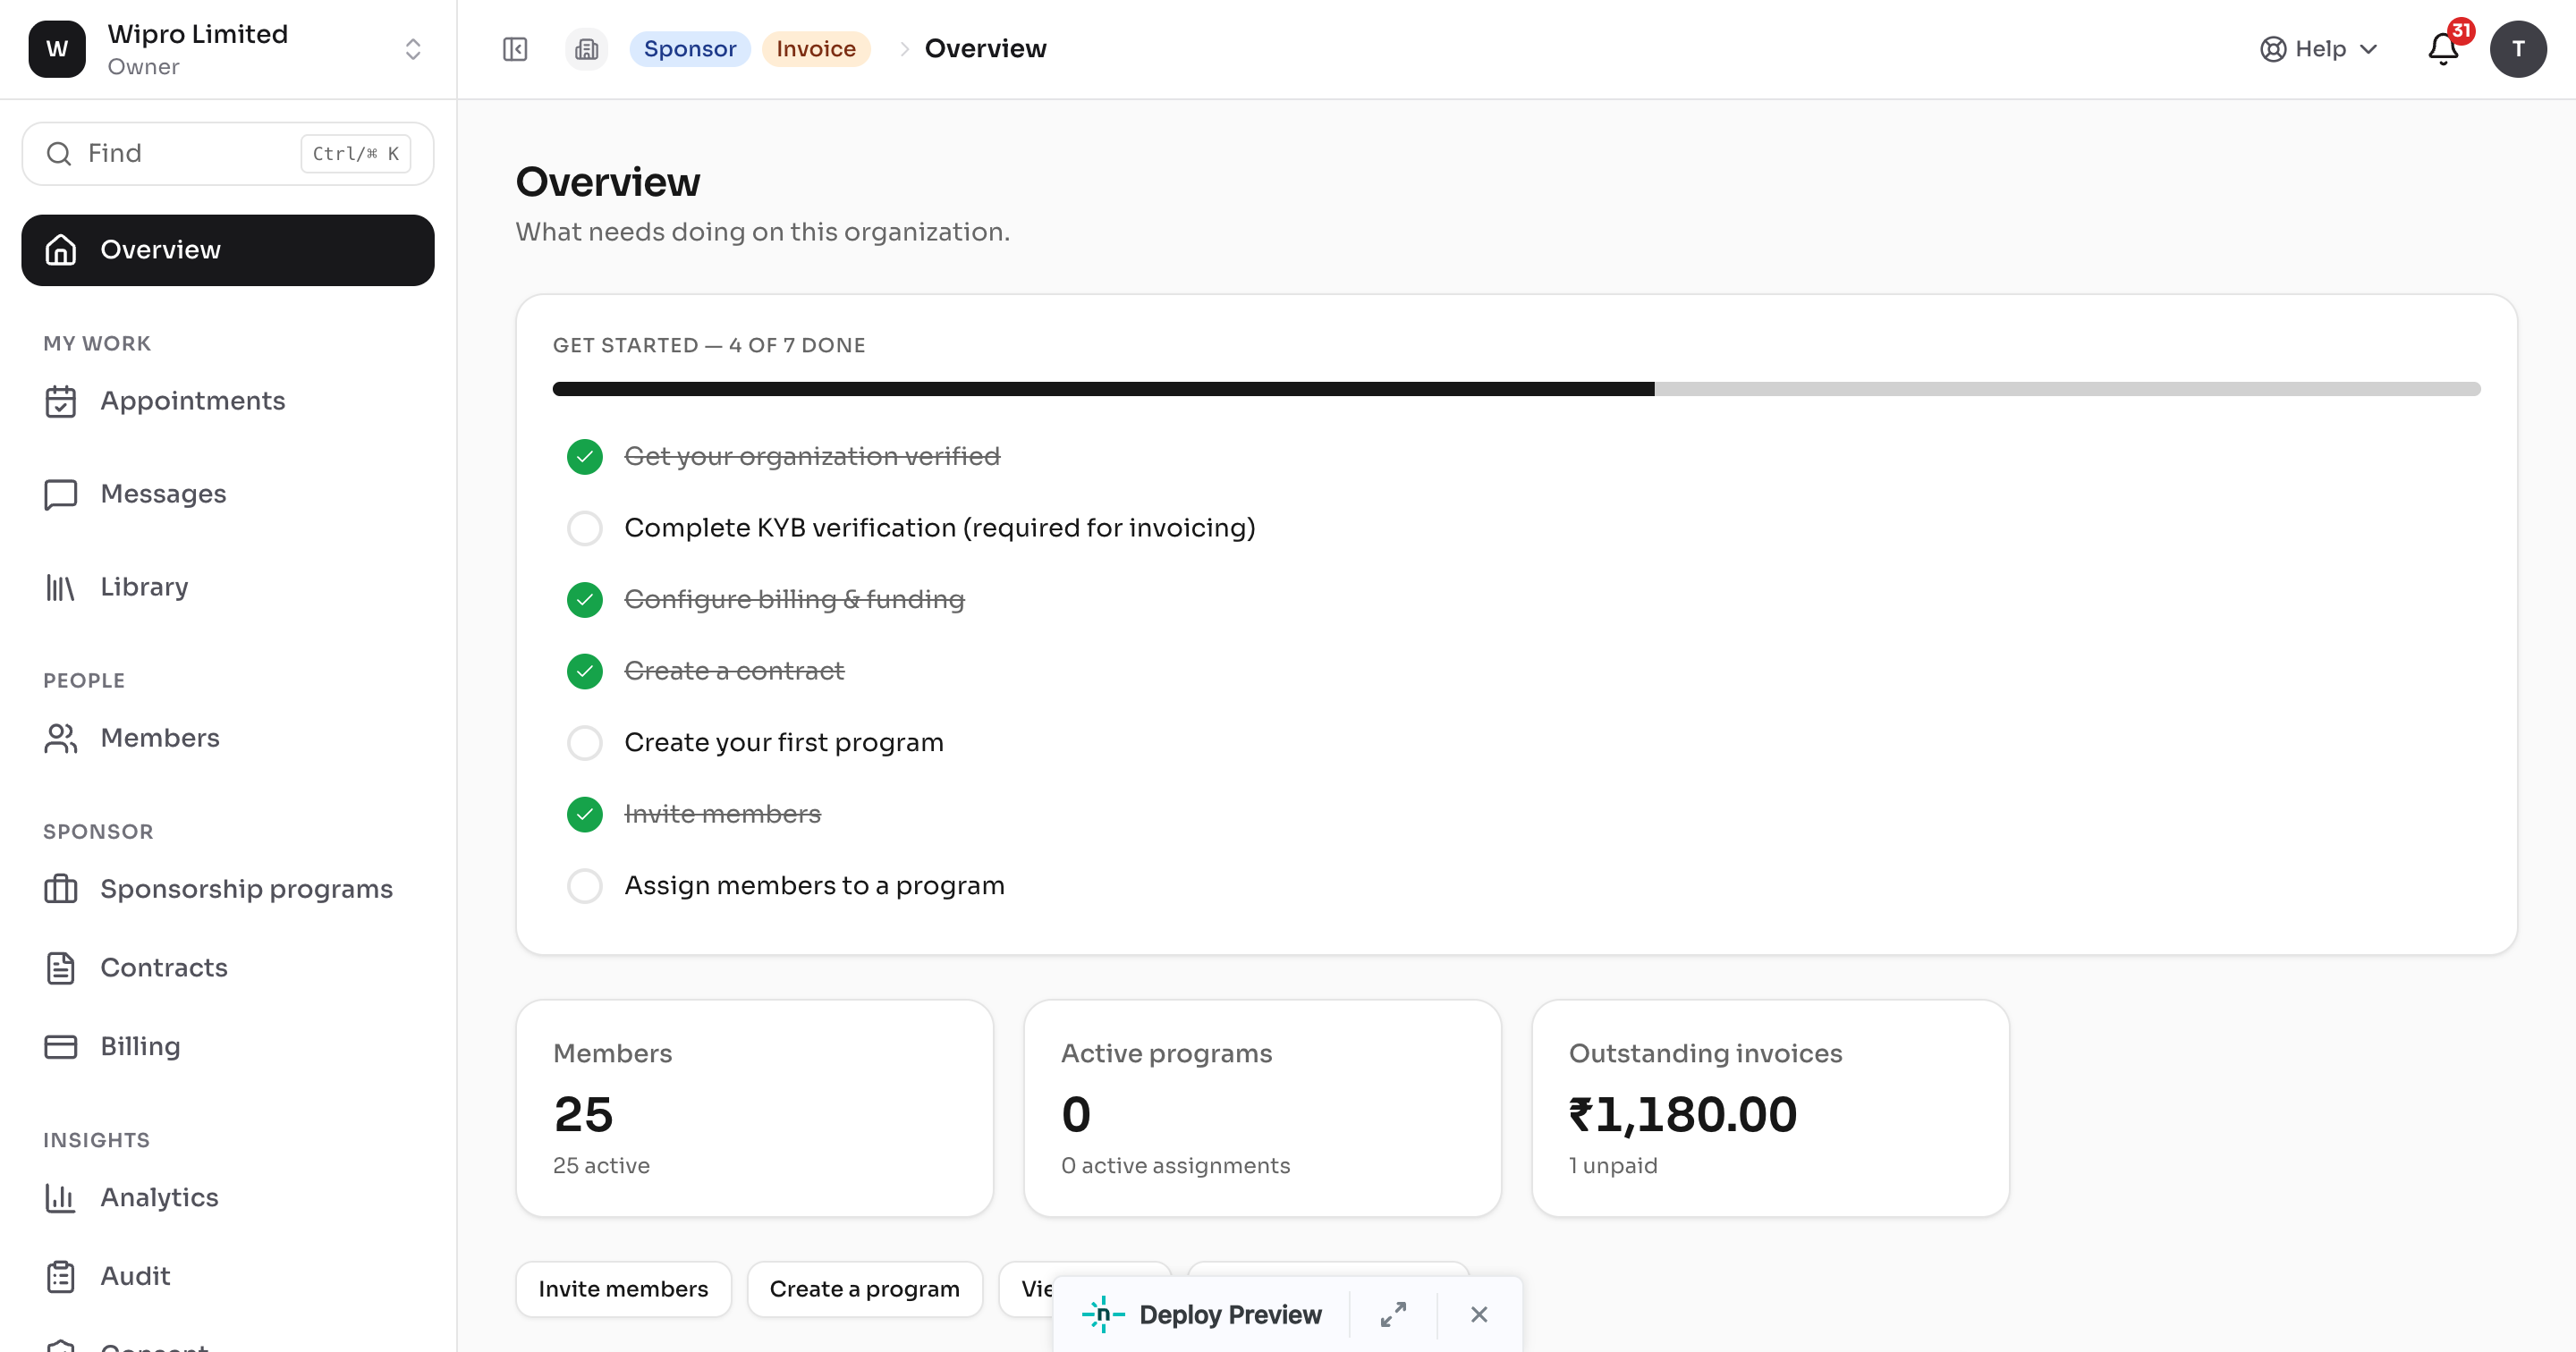 W
Wipro Limited
Owner
Sponsor
Invoice
Overview
Help
31
T
Find
Ctrl/⌘ K
Overview
MY WORK
Appointments
Messages
Library
PEOPLE
Members
SPONSOR
Sponsorship programs
Contracts
Billing
INSIGHTS
Analytics
Audit
Overview
What needs doing on this organization.
GET STARTED — 4 OF 7 DONE
Get your organization verified
Complete KYB verification (required for invoicing)
Configure billing & funding
Create a contract
Create your first program
Invite members
Assign members to a program
Members
25
25 active
Active programs
0
0 active assignments
Outstanding invoices
₹1,180.00
1 unpaid
Invite members
Create a program
n
Deploy Preview